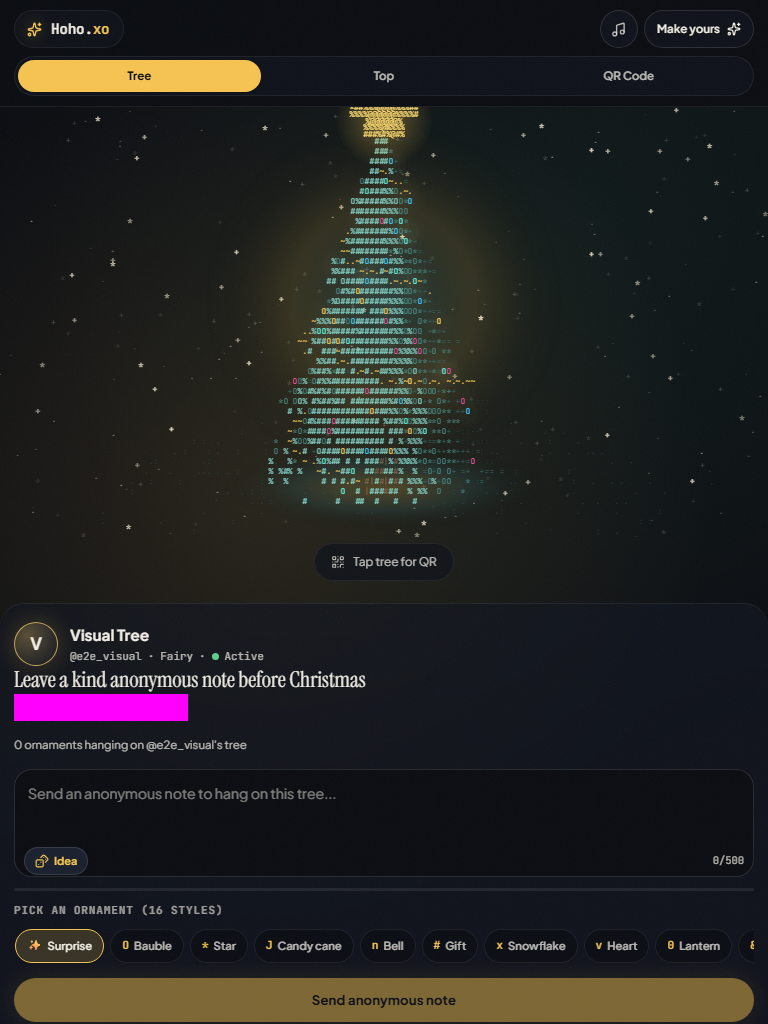 Hoho.xo
Make yours
Tree
Top
QR Code
Tap tree for QR
V
Visual Tree
@e2e_visual · Fairy · Active
Leave a kind anonymous note before Christmas
0 ornaments hanging on @e2e_visual's tree
Send an anonymous note to hang on this tree...
Idea
0/500
PICK AN ORNAMENT (16 STYLES)
Surprise
O Bauble
* Star
J Candy cane
n Bell
# Gift
x Snowflake
v Heart
0 Lantern
Send anonymous note